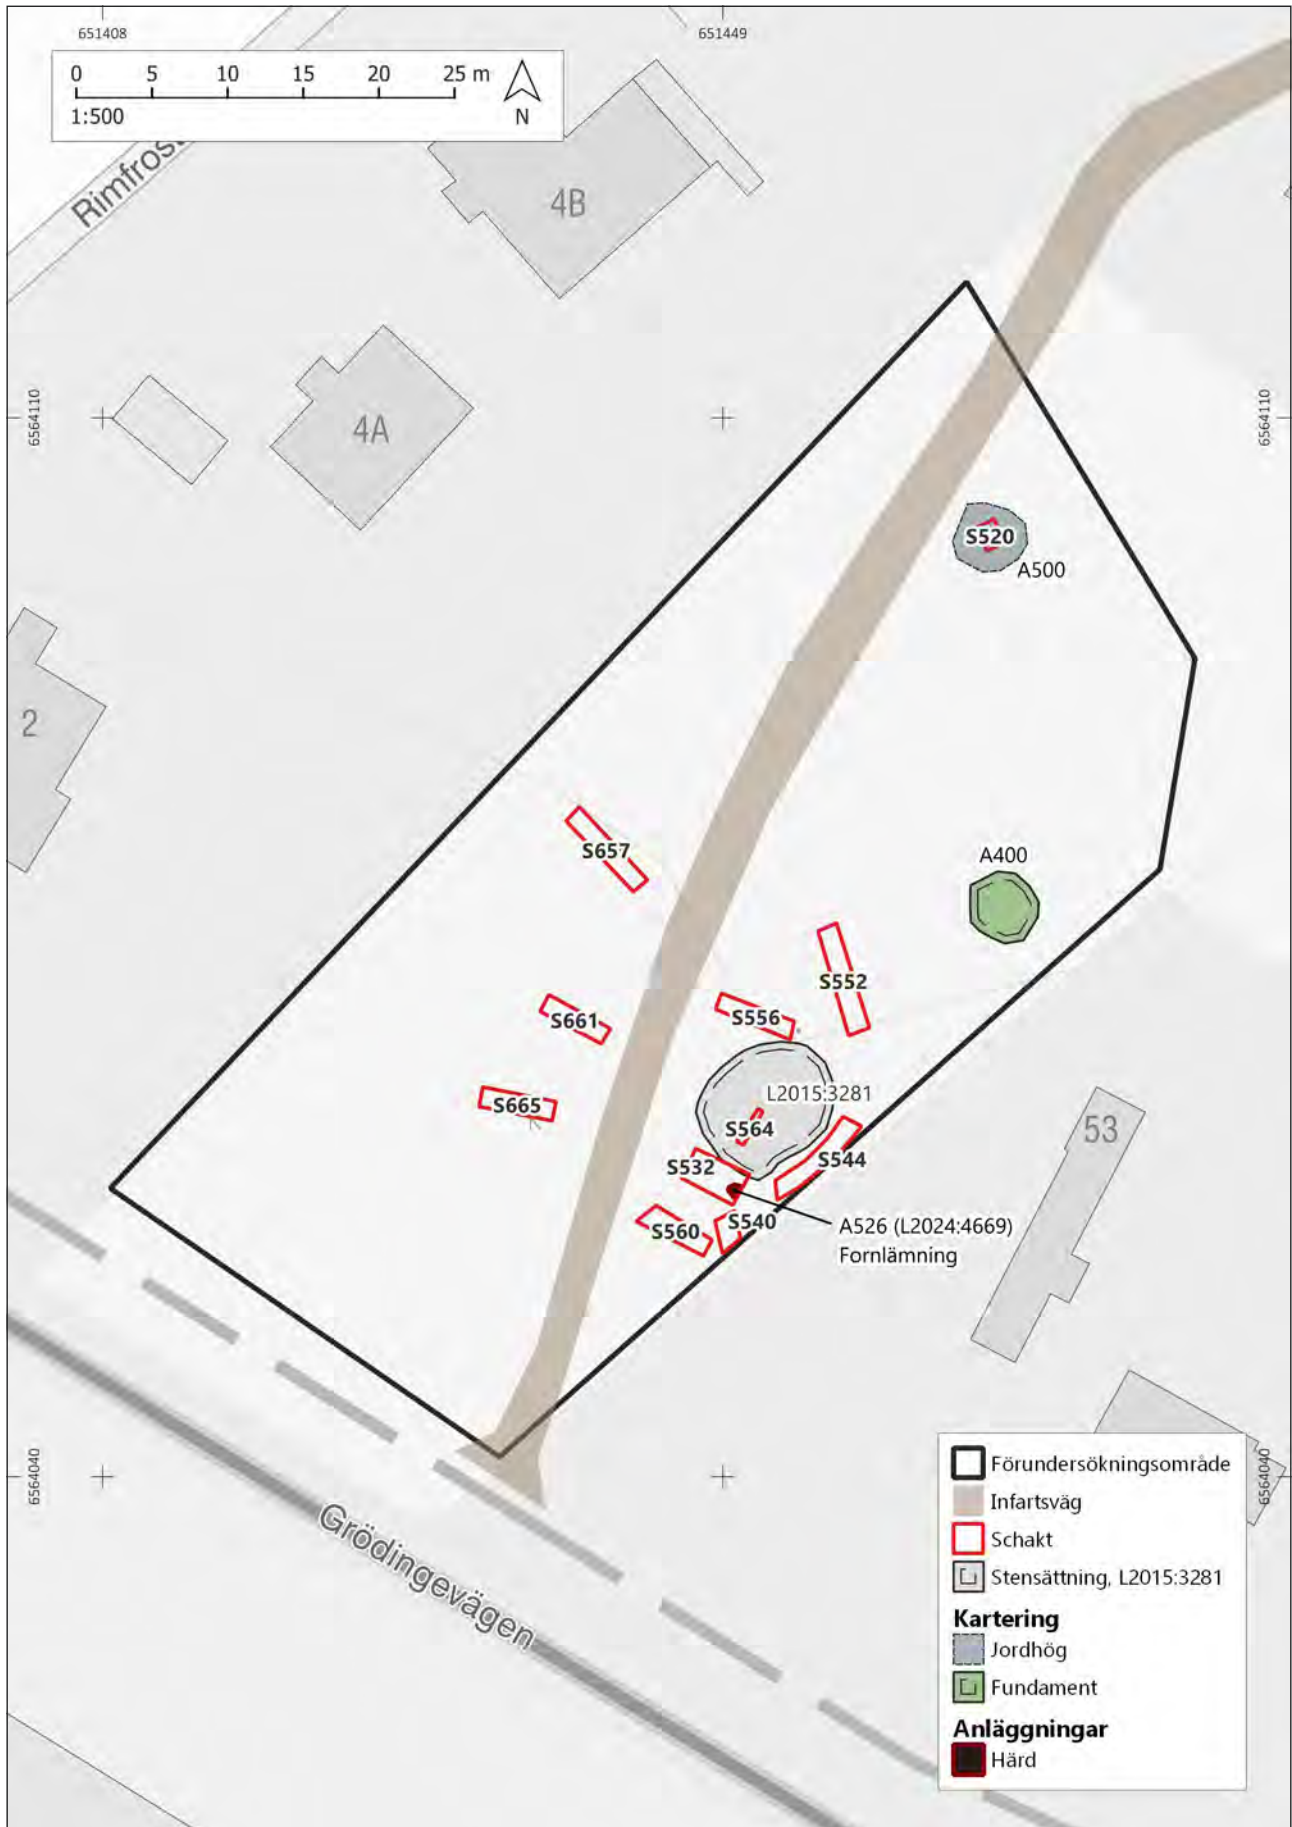 651408
651449
0 5 10 15 20 25 m
1:500
N
Rimfros
4B
4A
6564110
6564110
S520
A500
2
S657
A400
S552
S661
S556
L2015:3281
S665
S564
S532
S544
S560
S540
A526 (L2024:4669)
Fornlämning
53
6564040
6564040
Grödingevägen
Förundersökningsområde
Infartsväg
Schakt
Stensättning, L2015:3281
Kartering
Jordhög
Fundament
Anläggningar
Härd